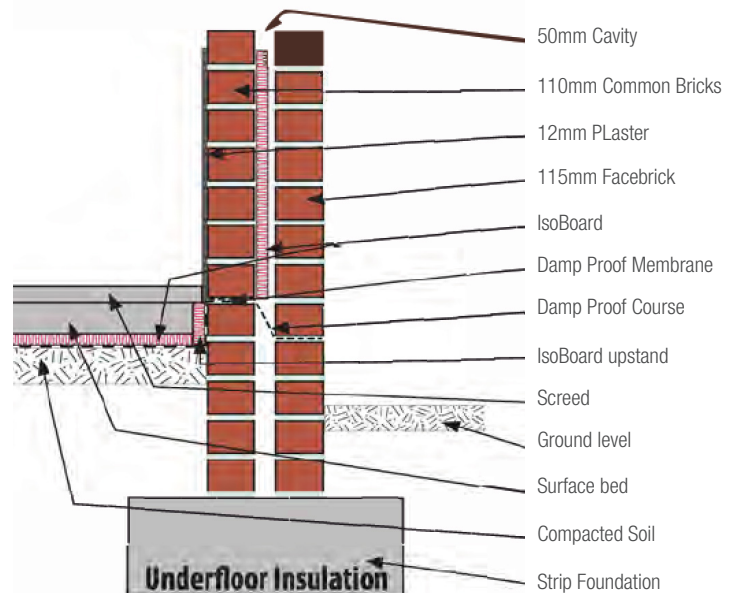 50mm Cavity
110mm Common Bricks
12mm PLaster
115mm Facebrick
IsoBoard
Damp Proof Membrane
Damp Proof Course
IsoBoard upstand
Screed
Ground level
Surface bed
Compacted Soil
Strip Foundation
Underfloor Insulation